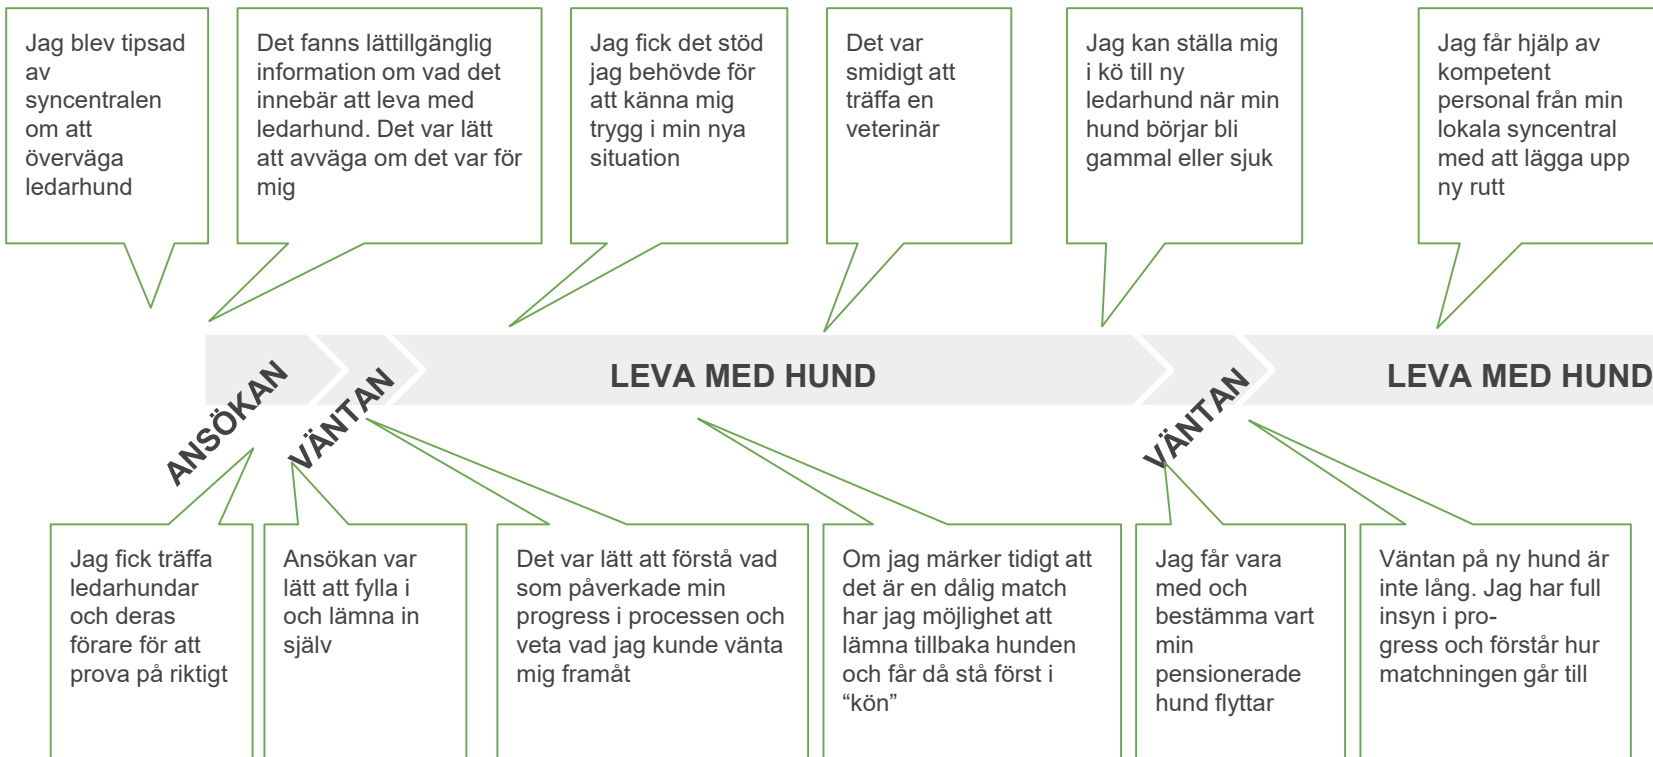 Jag blev tipsad
av
syncentralen
om att
överväga
ledarhund
Det fanns lättillgänglig
information om vad det
innebär att leva med
ledarhund. Det var lätt
att avväga om det var för
mig
Jag fick det stöd
jag behövde för
att känna mig
trygg i min nya
situation
Det var
smidigt att
träffa en
veterinär
Jag kan ställa mig
i kö till ny
ledarhund när min
hund börjar bli
gammal eller sjuk
Jag får hjälp av
kompetent
personal från min
lokala syncentral
med att lägga upp
ny rutt
ANSÖKAN
VÄNTAN
LEVA MED HUND
VÄNTAN
LEVA MED HUND
Jag fick träffa
ledarhundar
och deras
förare för att
prova på riktigt
Ansökan var
lätt att fylla i
och lämna in
själv
Det var lätt att förstå vad
som påverkade min
progress i processen och
veta vad jag kunde vänta
mig framåt
Om jag märker tidigt att
det är en dålig match
har jag möjlighet att
lämna tillbaka hunden
och får då stå först i
“kön”
Jag får vara
med och
bestämma vart
min
pensionerade
hund flyttar
Väntan på ny hund är
inte lång. Jag har full
insyn i pro-
gress och förstår hur
matchningen går till